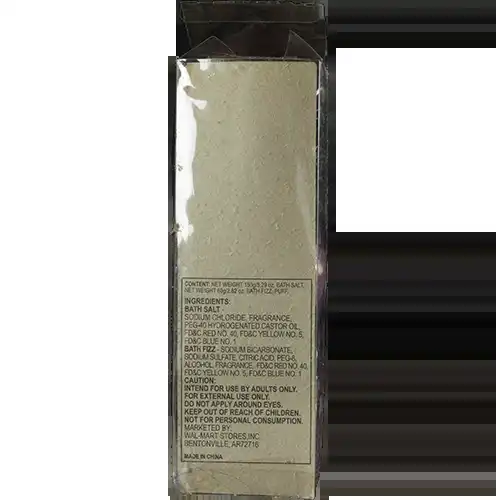 CONTENT: NET WEIGHT 150g/5.29 oz. BATH SALT,
NET WEIGHT 80g/2.82 oz. BATH FIZZ, PUFF
INGREDIENTS:
BATH SALT -
SODIUM CHLORIDE, FRAGRANCE,
PEG-40 HYDROGENATED CASTOR OIL,
FD&C RED NO. 40, FD&C YELLOW NO. 5,
FD&C BLUE NO. 1
BATH FIZZ - SODIUM BICARBONATE,
SODIUM SULFATE, CITRIC ACID, PEG-6,
ALCOHOL, FRAGRANCE, FD&C RED NO. 40,
FD&C YELLOW NO. 5, FD&C BLUE NO. 1
CAUTION:
INTEND FOR USE BY ADULTS ONLY.
FOR EXTERNAL USE ONLY.
DO NOT APPLY AROUND EYES.
KEEP OUT OF REACH OF CHILDREN.
NOT FOR PERSONAL CONSUMPTION.
MARKETED BY:
WAL-MART STORES,INC.
BENTONVILLE, AR72716
MADE IN CHINA